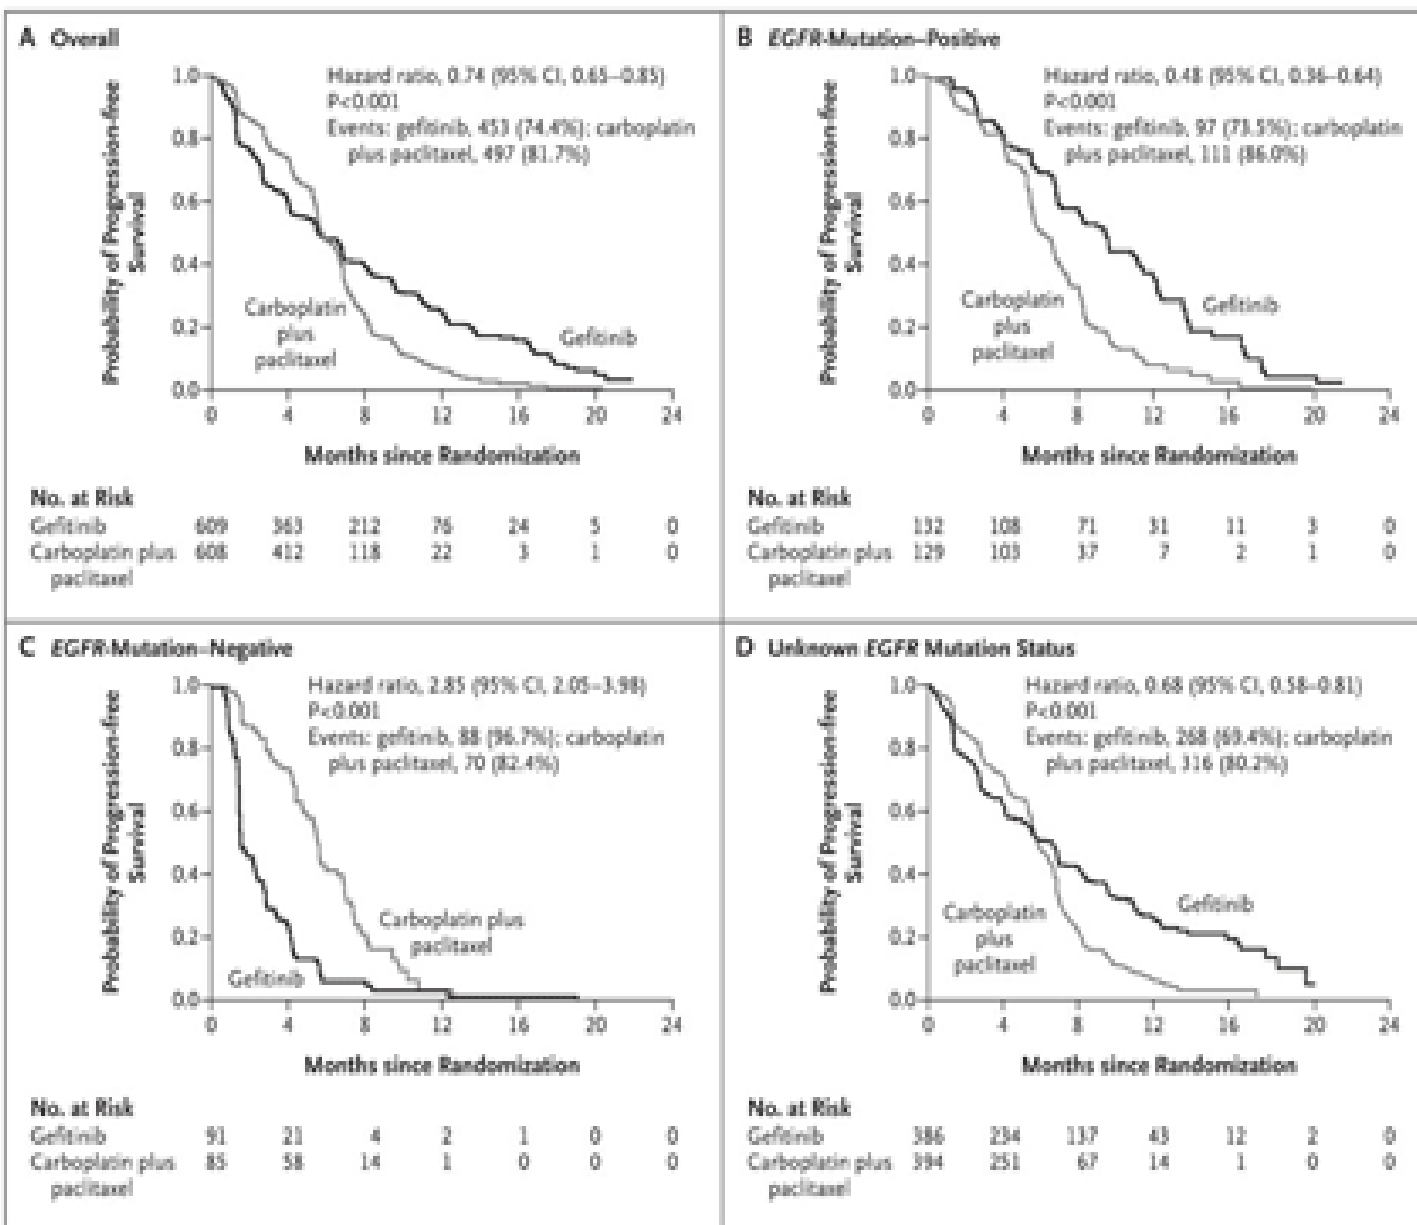 A Overall
Hazard ratio, 0.74 (95% CI, 0.65–0.85)
P<0.001
Events: gefitinib, 453 (74.4%); carboplatin
plus paclitaxel, 497 (81.7%)
Probability of Progression-free
Survival
1.0
0.8
0.6
0.4
0.2
0.0
Carboplatin
plus
paclitaxel
Gefitinib
0 4 8 12 16 20 24
Months since Randomization
No. at Risk
Gefitinib 609 363 212 76 24 5 0
Carboplatin plus 608 412 118 22 3 1 0
paclitaxel
B EGFR-Mutation–Positive
Hazard ratio, 0.48 (95% CI, 0.36–0.64)
P<0.001
Events: gefitinib, 97 (73.5%); carboplatin
plus paclitaxel, 111 (86.0%)
Probability of Progression-free
Survival
1.0
0.8
0.6
0.4
0.2
0.0
Carboplatin
plus
paclitaxel
Gefitinib
0 4 8 12 16 20 24
Months since Randomization
No. at Risk
Gefitinib 132 108 71 31 11 3 0
Carboplatin plus 129 103 37 7 2 1 0
paclitaxel
C EGFR-Mutation–Negative
Hazard ratio, 2.85 (95% CI, 2.05–3.98)
P<0.001
Events: gefitinib, 88 (96.7%); carboplatin
plus paclitaxel, 70 (82.4%)
Probability of Progression-free
Survival
1.0
0.8
0.6
0.4
0.2
0.0
Carboplatin plus
paclitaxel
Gefitinib
0 4 8 12 16 20 24
Months since Randomization
No. at Risk
Gefitinib 91 21 4 2 1 0 0
Carboplatin plus 85 58 14 1 0 0 0
paclitaxel
D Unknown EGFR Mutation Status
Hazard ratio, 0.68 (95% CI, 0.58–0.81)
P<0.001
Events: gefitinib, 268 (69.4%); carboplatin
plus paclitaxel, 316 (80.2%)
Probability of Progression-free
Survival
1.0
0.8
0.6
0.4
0.2
0.0
Carboplatin
plus
paclitaxel
Gefitinib
0 4 8 12 16 20 24
Months since Randomization
No. at Risk
Gefitinib 386 234 137 43 12 2 0
Carboplatin plus 394 251 67 14 1 0 0
paclitaxel